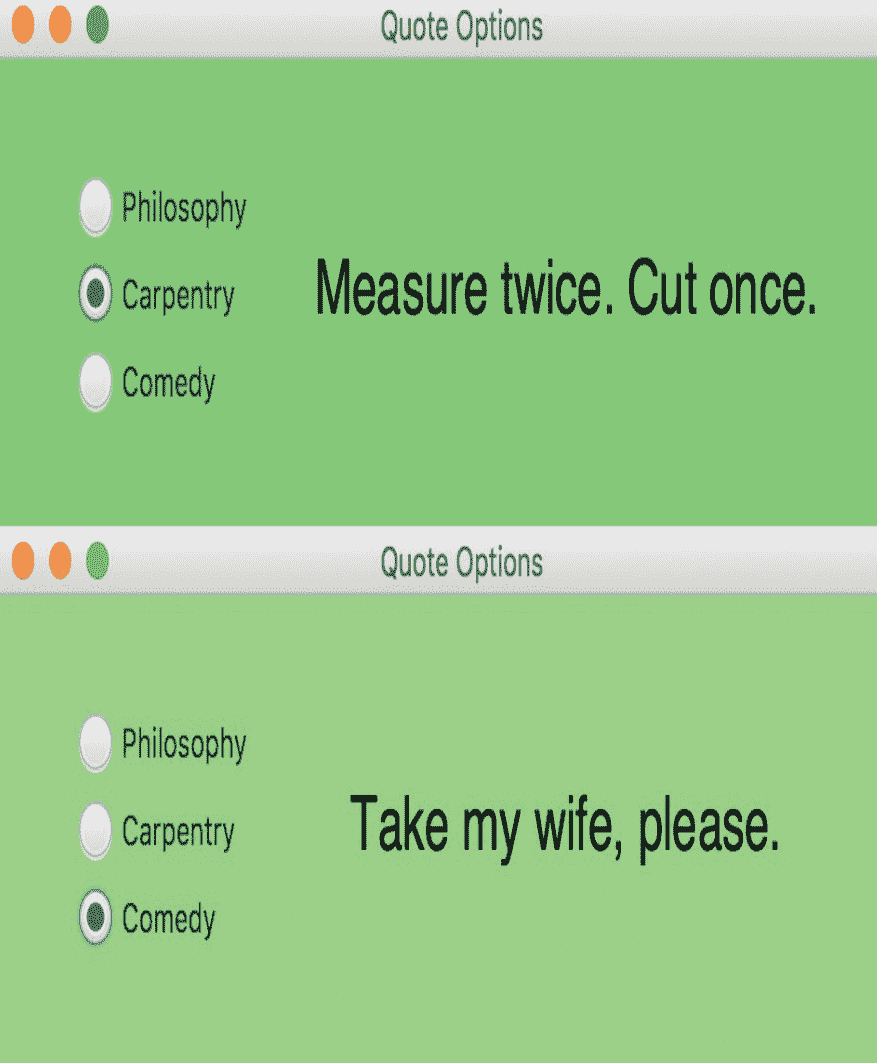 Quote Options
Philosophy
Carpentry
Measure twice. Cut once.
Comedy
Quote Options
Philosophy
Carpentry
Take my wife, please.
Comedy